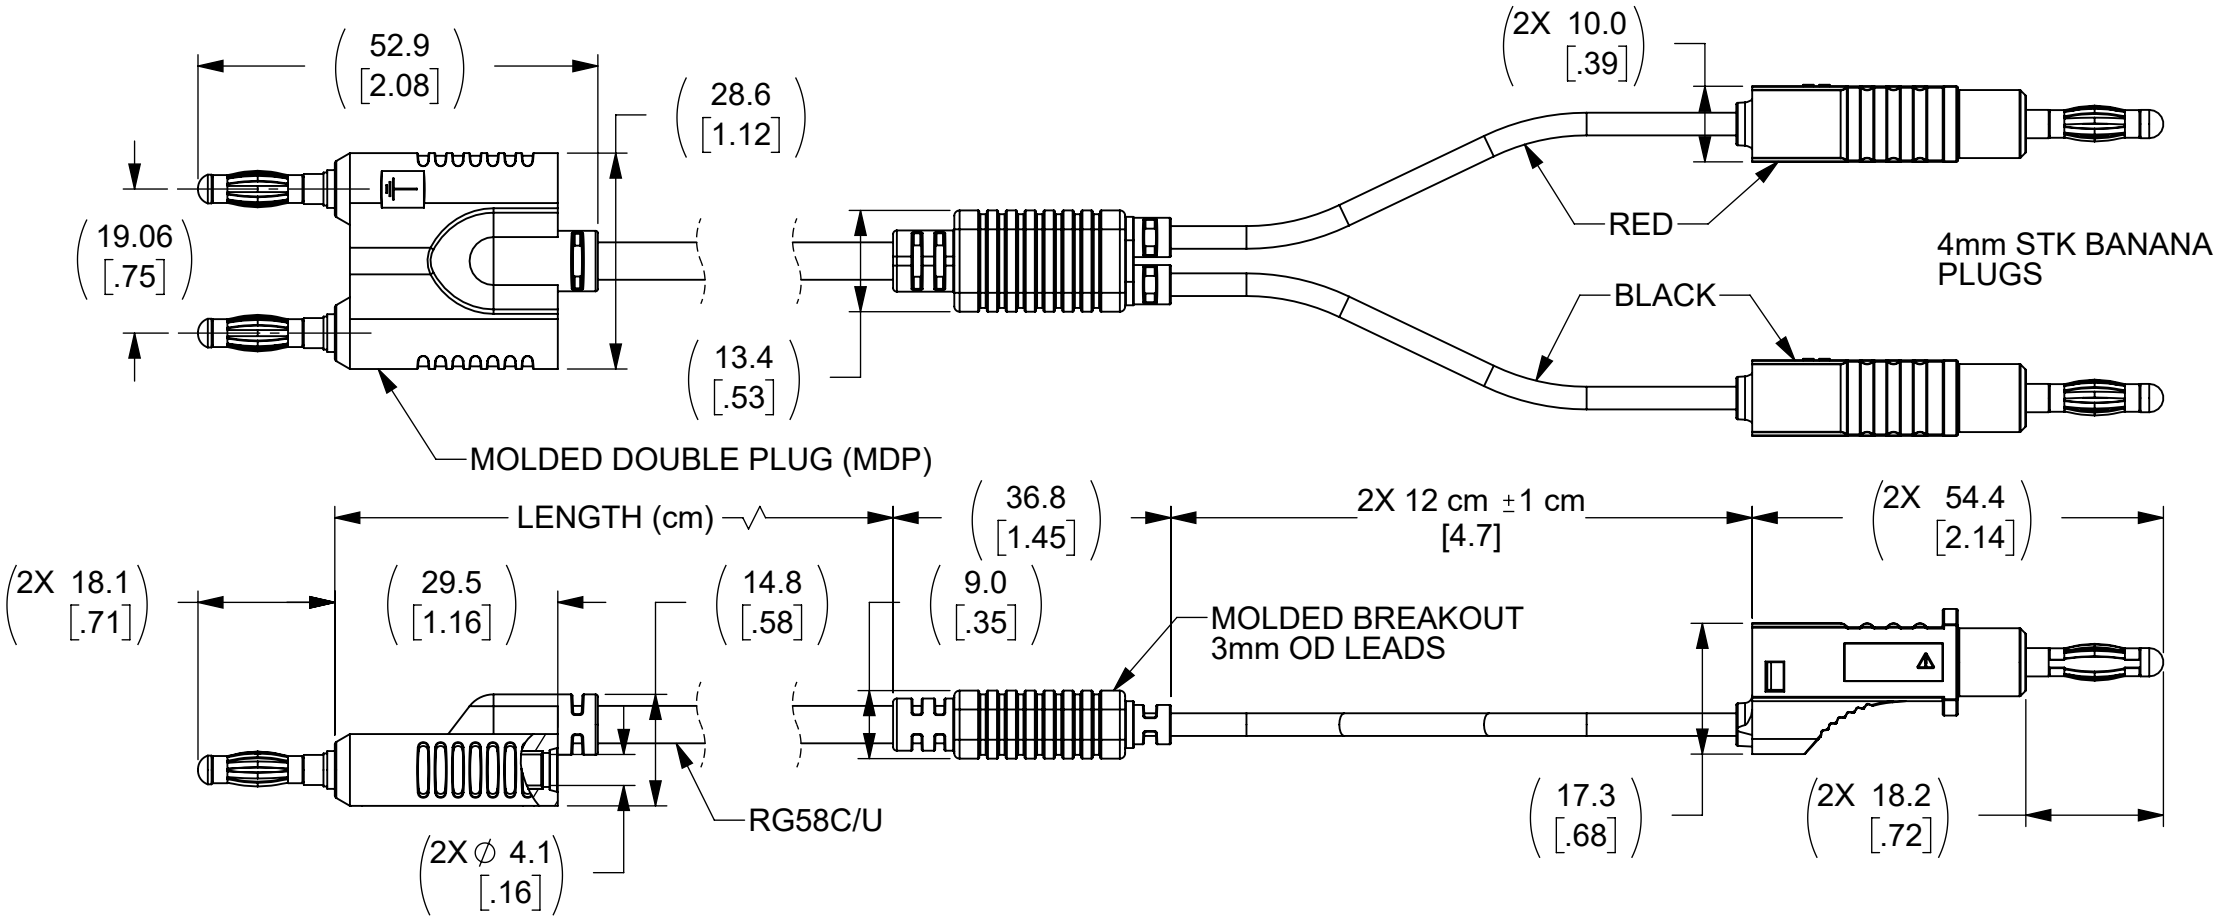 52.9
[2.08]
28.6
[1.12]
2X 10.0
[.39]
19.06
[.75]
RED
4mm STK BANANA
PLUGS
BLACK
13.4
[.53]
MOLDED DOUBLE PLUG (MDP)
LENGTH (cm)
36.8
[1.45]
2X 12 cm ±1 cm
[4.7]
2X 54.4
[2.14]
2X 18.1
[.71]
29.5
[1.16]
14.8
[.58]
9.0
[.35]
MOLDED BREAKOUT
3mm OD LEADS
RG58C/U
2X ∅ 4.1
[.16]
17.3
[.68]
2X 18.2
[.72]